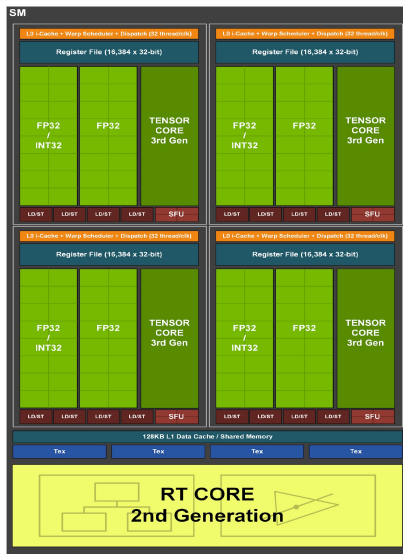 SM
L0 i-Cache + Warp Scheduler + Dispatch (32 thread/clk)
Register File (16,384 x 32-bit)
FP32
/
INT32
FP32
TENSOR
CORE
3rd Gen
LD/ST LD/ST LD/ST LD/ST SFU
L0 i-Cache + Warp Scheduler + Dispatch (32 thread/clk)
Register File (16,384 x 32-bit)
FP32
/
INT32
FP32
TENSOR
CORE
3rd Gen
LD/ST LD/ST LD/ST LD/ST SFU
L0 i-Cache + Warp Scheduler + Dispatch (32 thread/clk)
Register File (16,384 x 32-bit)
FP32
/
INT32
FP32
TENSOR
CORE
3rd Gen
LD/ST LD/ST LD/ST LD/ST SFU
L0 i-Cache + Warp Scheduler + Dispatch (32 thread/clk)
Register File (16,384 x 32-bit)
FP32
/
INT32
FP32
TENSOR
CORE
3rd Gen
LD/ST LD/ST LD/ST LD/ST SFU
128KB L1 Data Cache / Shared Memory
Tex Tex Tex Tex
RT CORE
2nd Generation